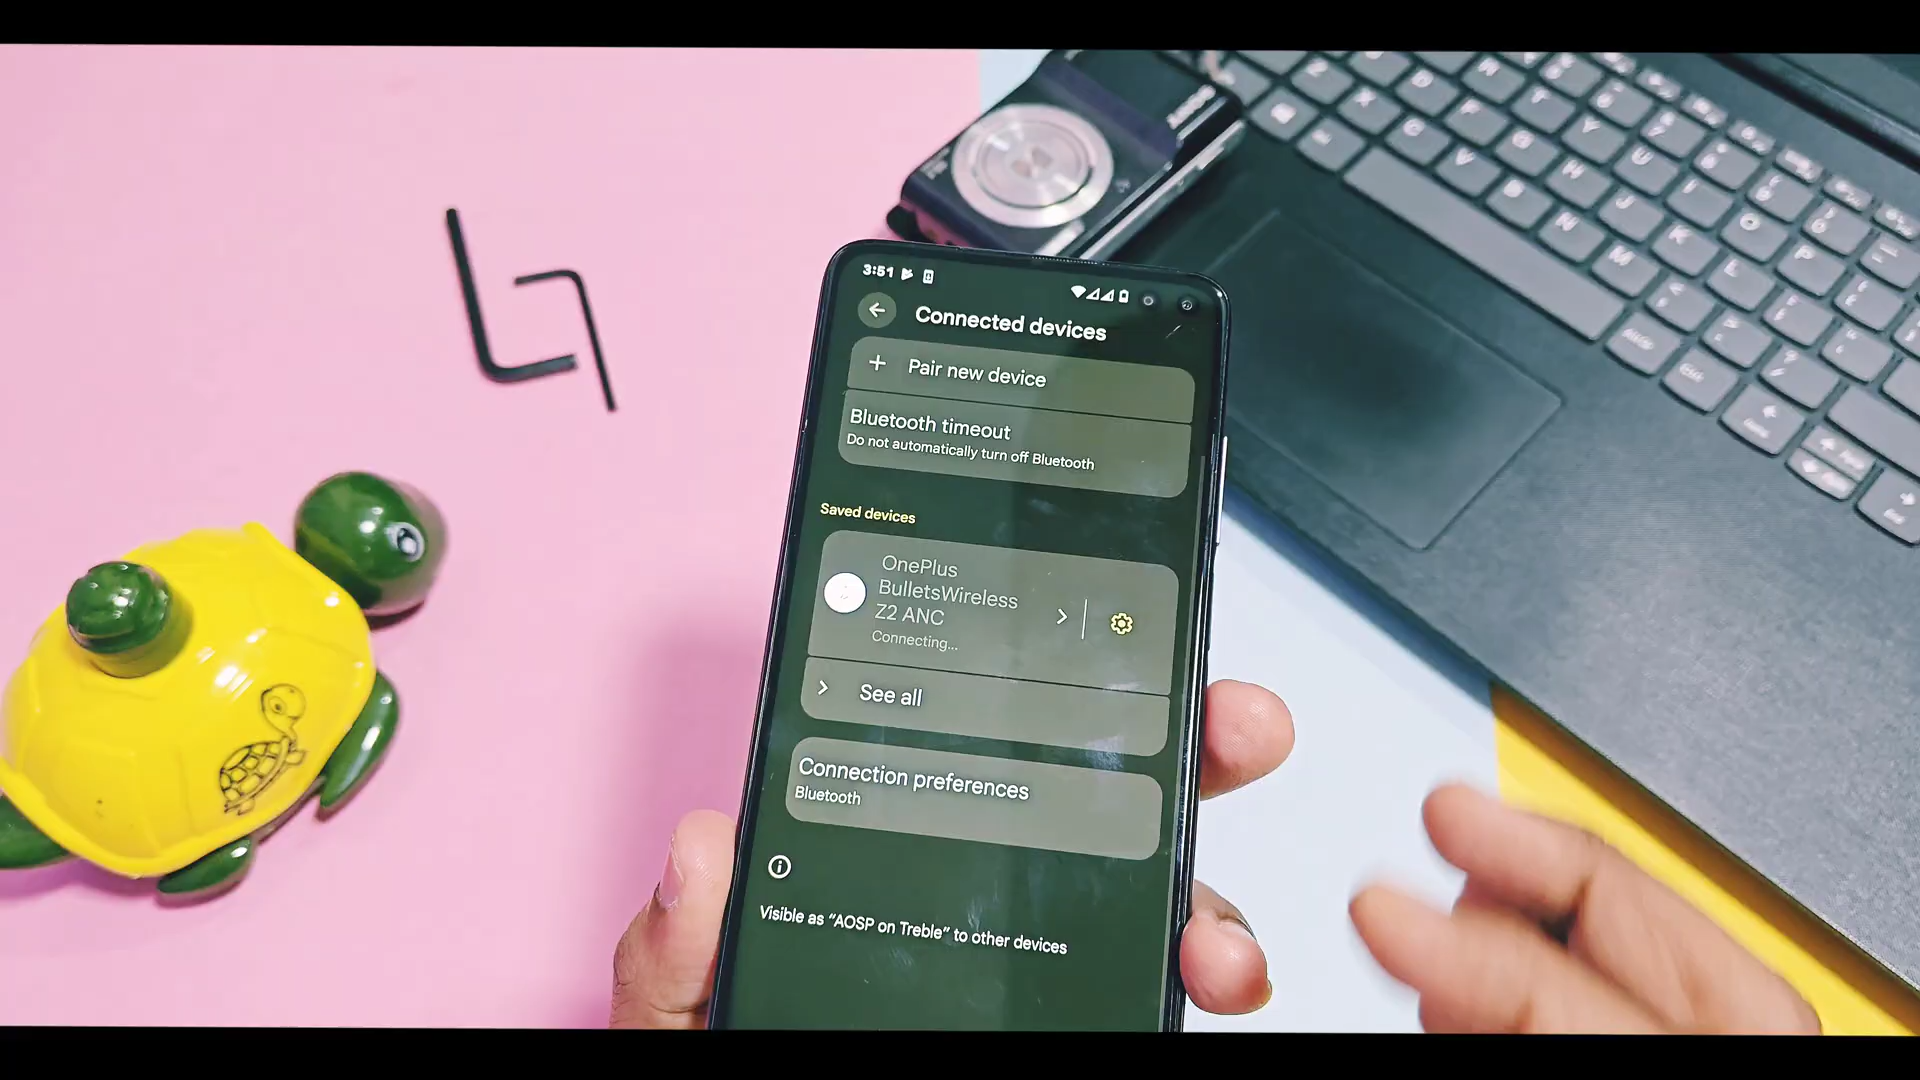 3:51
Connected devices
Pair new device
Bluetooth timeout
Do not automatically turn off Bluetooth
Saved devices
OnePlus
BulletsWireless
Z2 ANC
Connecting...
See all
Connection preferences
Bluetooth
Visible as “AOSP on Treble” to other devices